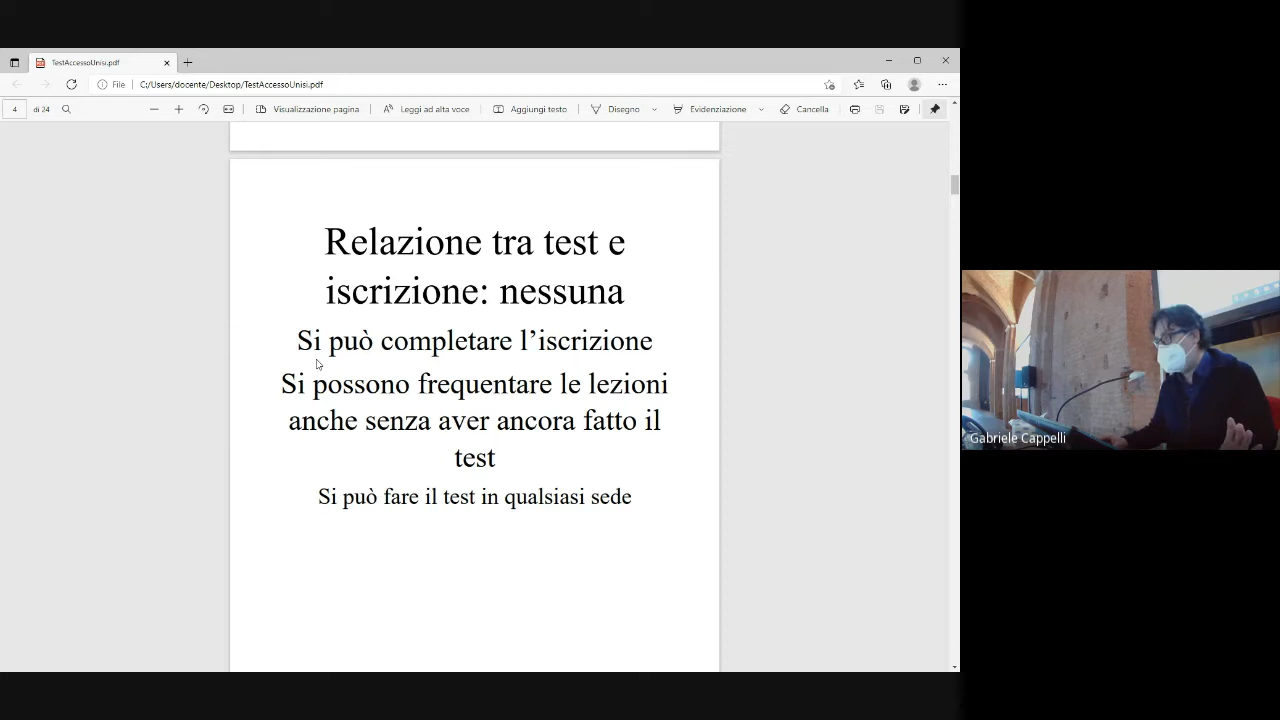 TestAccessoUnisi.pdf
File C:/Users/docente/Desktop/TestAccessoUnisi.pdf
4 di 24 Visualizzazione pagina Leggi ad alta voce Aggiungi testo Disegno Evidenziazione Cancella
Relazione tra test e
iscrizione: nessuna
Si può completare l’iscrizione
Si possono frequentare le lezioni
anche senza aver ancora fatto il
test
Si può fare il test in qualsiasi sede
Gabriele Cappelli